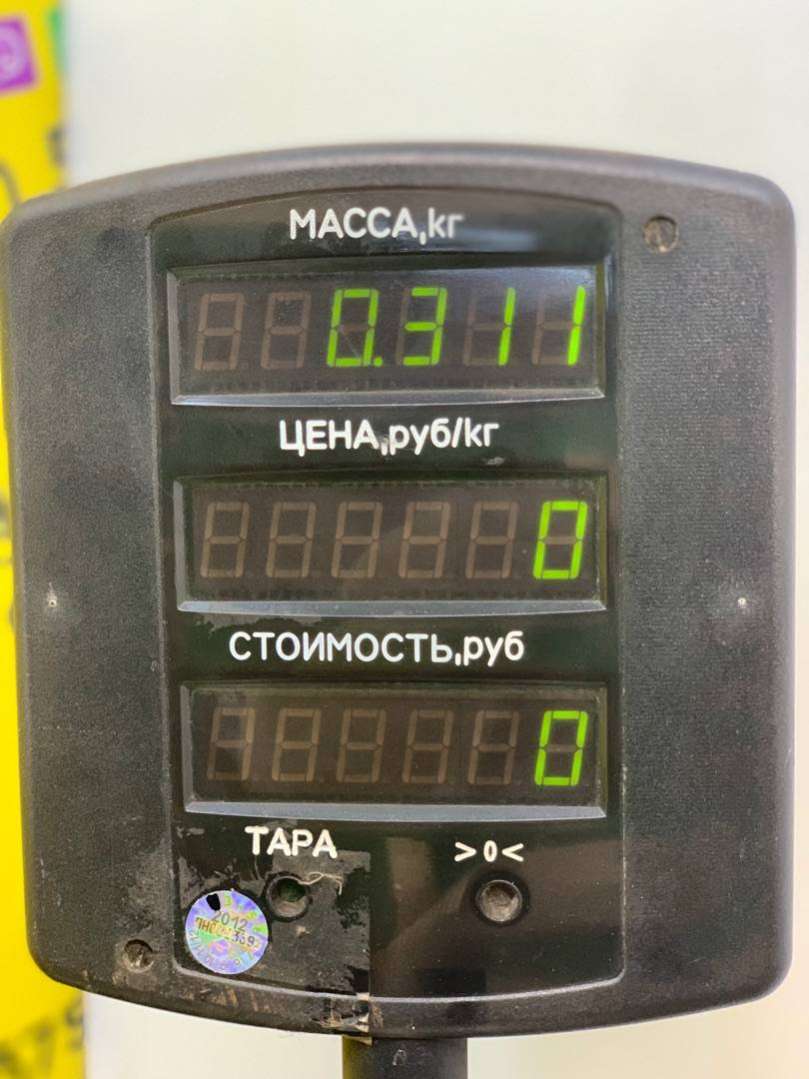 МАССА,кг
0.311
ЦЕНА,руб/кг
0
СТОИМОСТЬ,руб
0
ТАРА >0<
2012